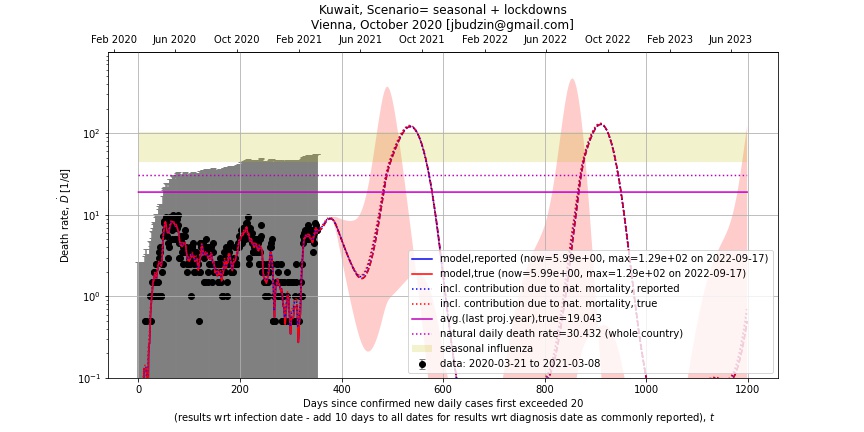 Kuwait, Scenario= seasonal + lockdowns
Vienna, October 2020 [jbudzin@gmail.com]
Feb 2020 Jun 2020 Oct 2020 Feb 2021 Jun 2021 Oct 2021 Feb 2022 Jun 2022 Oct 2022 Feb 2023 Jun 2023
Death rate, D [1/d]
10²
10¹
10⁰
10⁻¹
model,reported (now=5.99e+00, max=1.29e+02 on 2022-09-17)
model,true (now=5.99e+00, max=1.29e+02 on 2022-09-17)
incl. contribution due to nat. mortality, reported
incl. contribution due to nat. mortality, true
avg.(last proj.year),true=19.043
natural daily death rate=30.432 (whole country)
seasonal influenza
data: 2020-03-21 to 2021-03-08
0 200 400 600 800 1000 1200
Days since confirmed new daily cases first exceeded 20
(results wrt infection date - add 10 days to all dates for results wrt diagnosis date as commonly reported), t